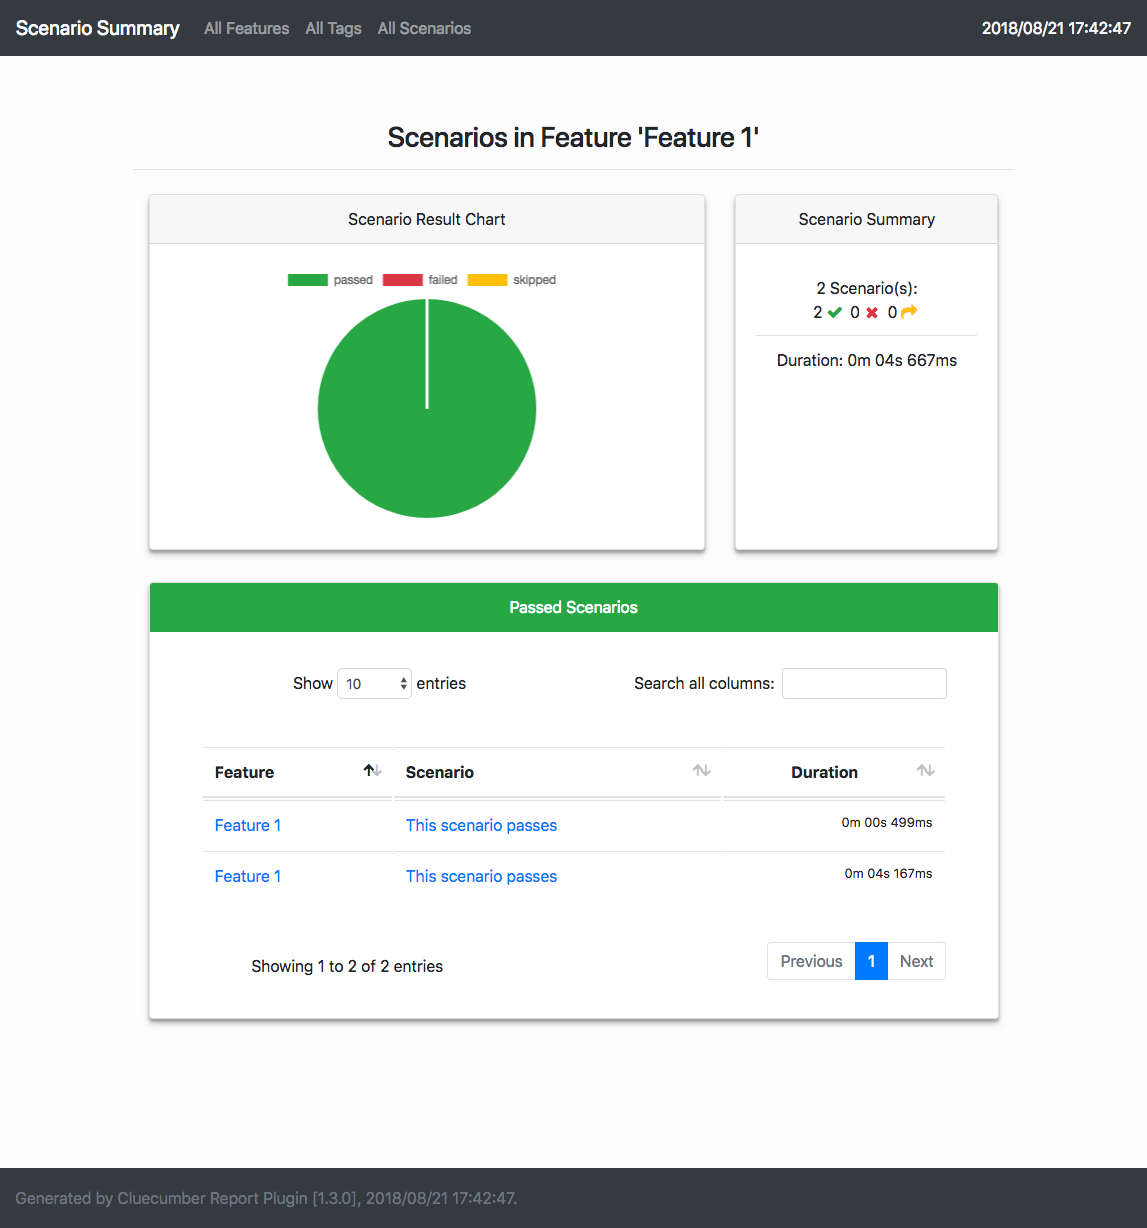 Scenario Summary All Features All Tags All Scenarios 2018/08/21 17:42:47
Scenarios in Feature 'Feature 1'
Scenario Result Chart
passed failed skipped
Scenario Summary
2 Scenario(s):
2 0 0
Duration: 0m 04s 667ms
Passed Scenarios
Show 10 entries Search all columns:
Feature Scenario Duration
Feature 1 This scenario passes 0m 00s 499ms
Feature 1 This scenario passes 0m 04s 167ms
Showing 1 to 2 of 2 entries Previous 1 Next
Generated by Cluecumber Report Plugin [1.3.0], 2018/08/21 17:42:47.